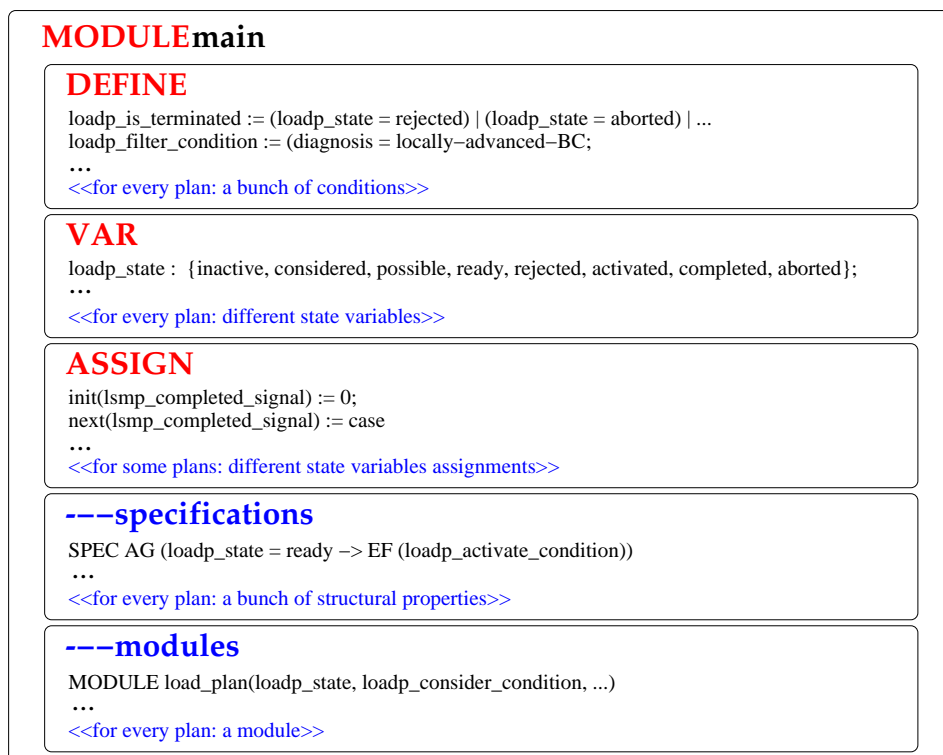 MODULEmain
DEFINE
loadp_is_terminated := (loadp_state = rejected) | (loadp_state = aborted) | ...
loadp_filter_condition := (diagnosis = locally−advanced−BC;
...
<<for every plan: a bunch of conditions>>
VAR
loadp_state : {inactive, considered, possible, ready, rejected, activated, completed, aborted};
...
<<for every plan: different state variables>>
ASSIGN
init(lsmp_completed_signal) := 0;
next(lsmp_completed_signal) := case
...
<<for some plans: different state variables assignments>>
-−−specifications
SPEC AG (loadp_state = ready −> EF (loadp_activate_condition))
...
<<for every plan: a bunch of structural properties>>
-−−modules
MODULE load_plan(loadp_state, loadp_consider_condition, ...)
...
<<for every plan: a module>>